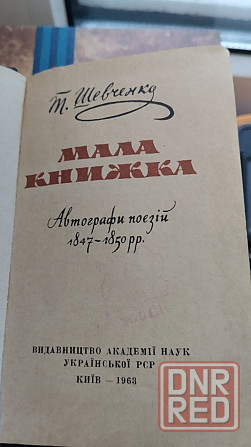 Т. Шевченко
МАЛА
КНИЖКА
Автографи поезій
1847–1850 рр.
ВИДАВНИЦТВО АКАДЕМІЇ НАУК
УКРАЇНСЬКОЇ РСР
КИЇВ — 1963
DNR
RED